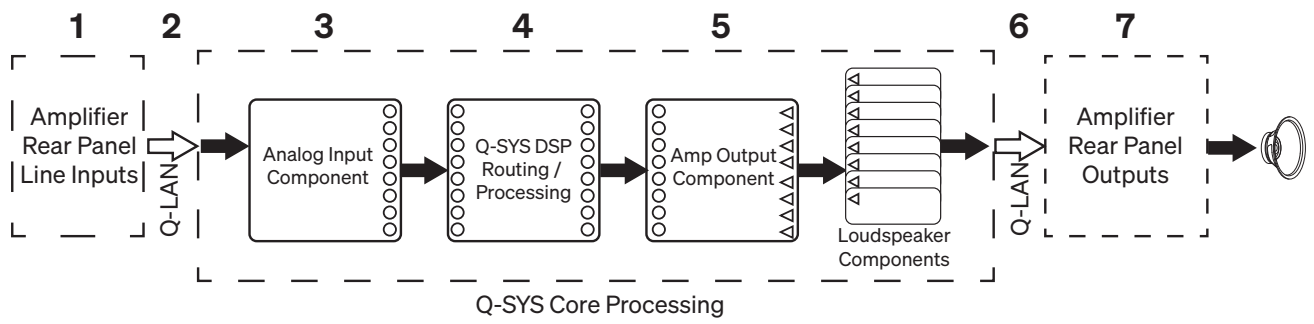 1
2
3
4
5
6
7
Amplifier
Rear Panel
Line Inputs
Q-LAN
Analog Input
Component
Q-SYS DSP
Routing /
Processing
Amp Output
Component
Loudspeaker
Components
Q-LAN
Amplifier
Rear Panel
Outputs
Q-SYS Core Processing